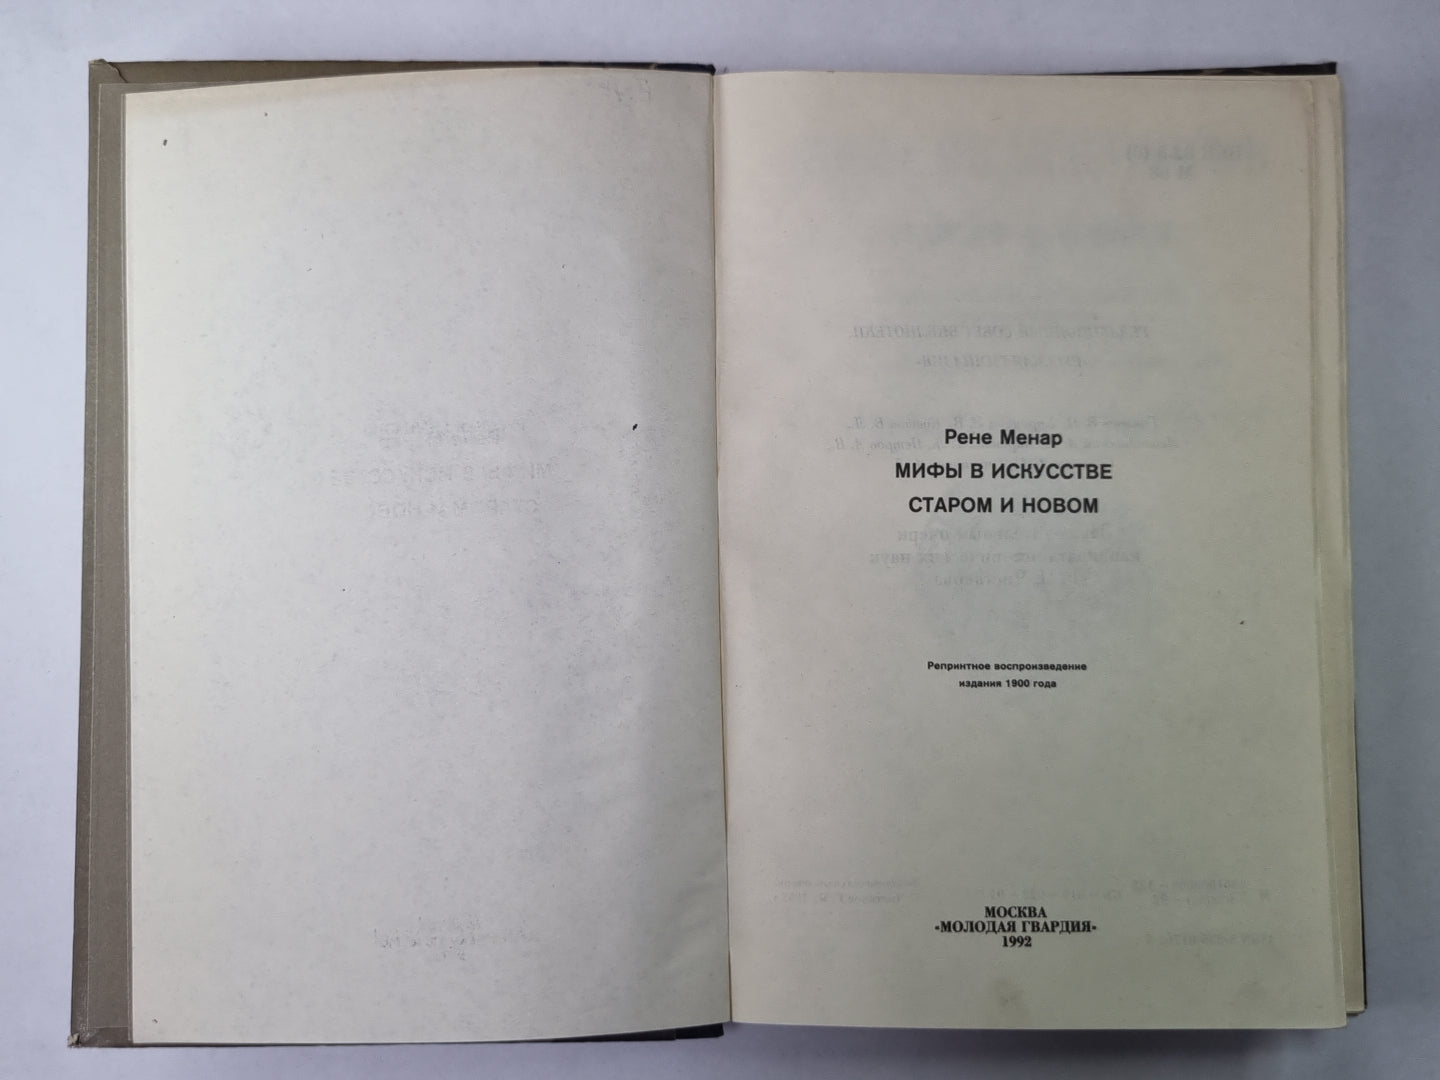 Рене Менар
МИФЫ В ИСКУССТВЕ
СТАРОМ И НОВОМ
Репринтное воспроизведение
издания 1900 года
МОСКВА
«МОЛОДАЯ ГВАРДИЯ»
1992